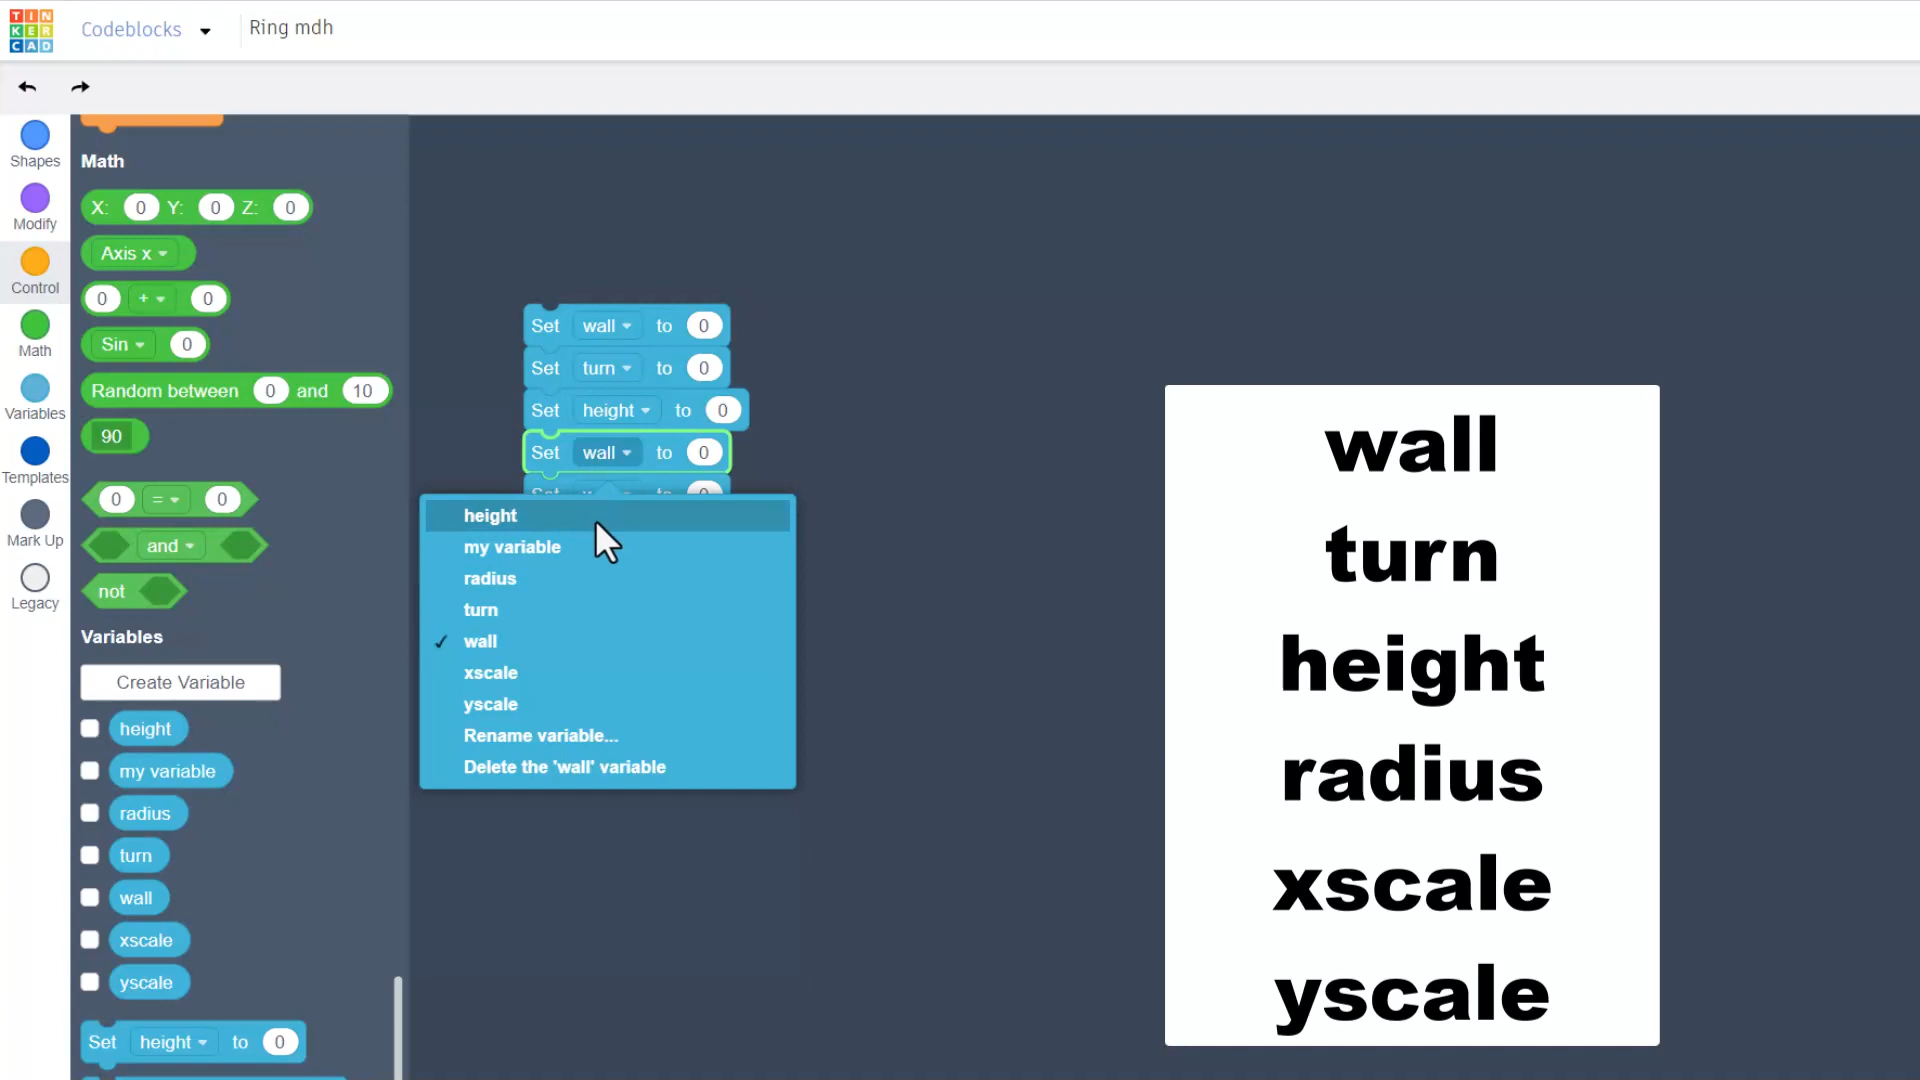 TIN
KER
CAD
Codeblocks
Ring mdh
Shapes
Modify
Control
Math
Variables
Templates
Mark Up
Legacy
Math
X: 0 Y: 0 Z: 0
Axis x
0 + 0
Sin 0
Random between 0 and 10
90
0 = 0
and
not
Variables
Create Variable
height
my variable
radius
turn
wall
xscale
yscale
Set height to 0
Set wall to 0
Set turn to 0
Set height to 0
Set wall to 0
height
my variable
radius
turn
✓ wall
xscale
yscale
Rename variable...
Delete the 'wall' variable
wall
turn
height
radius
xscale
yscale